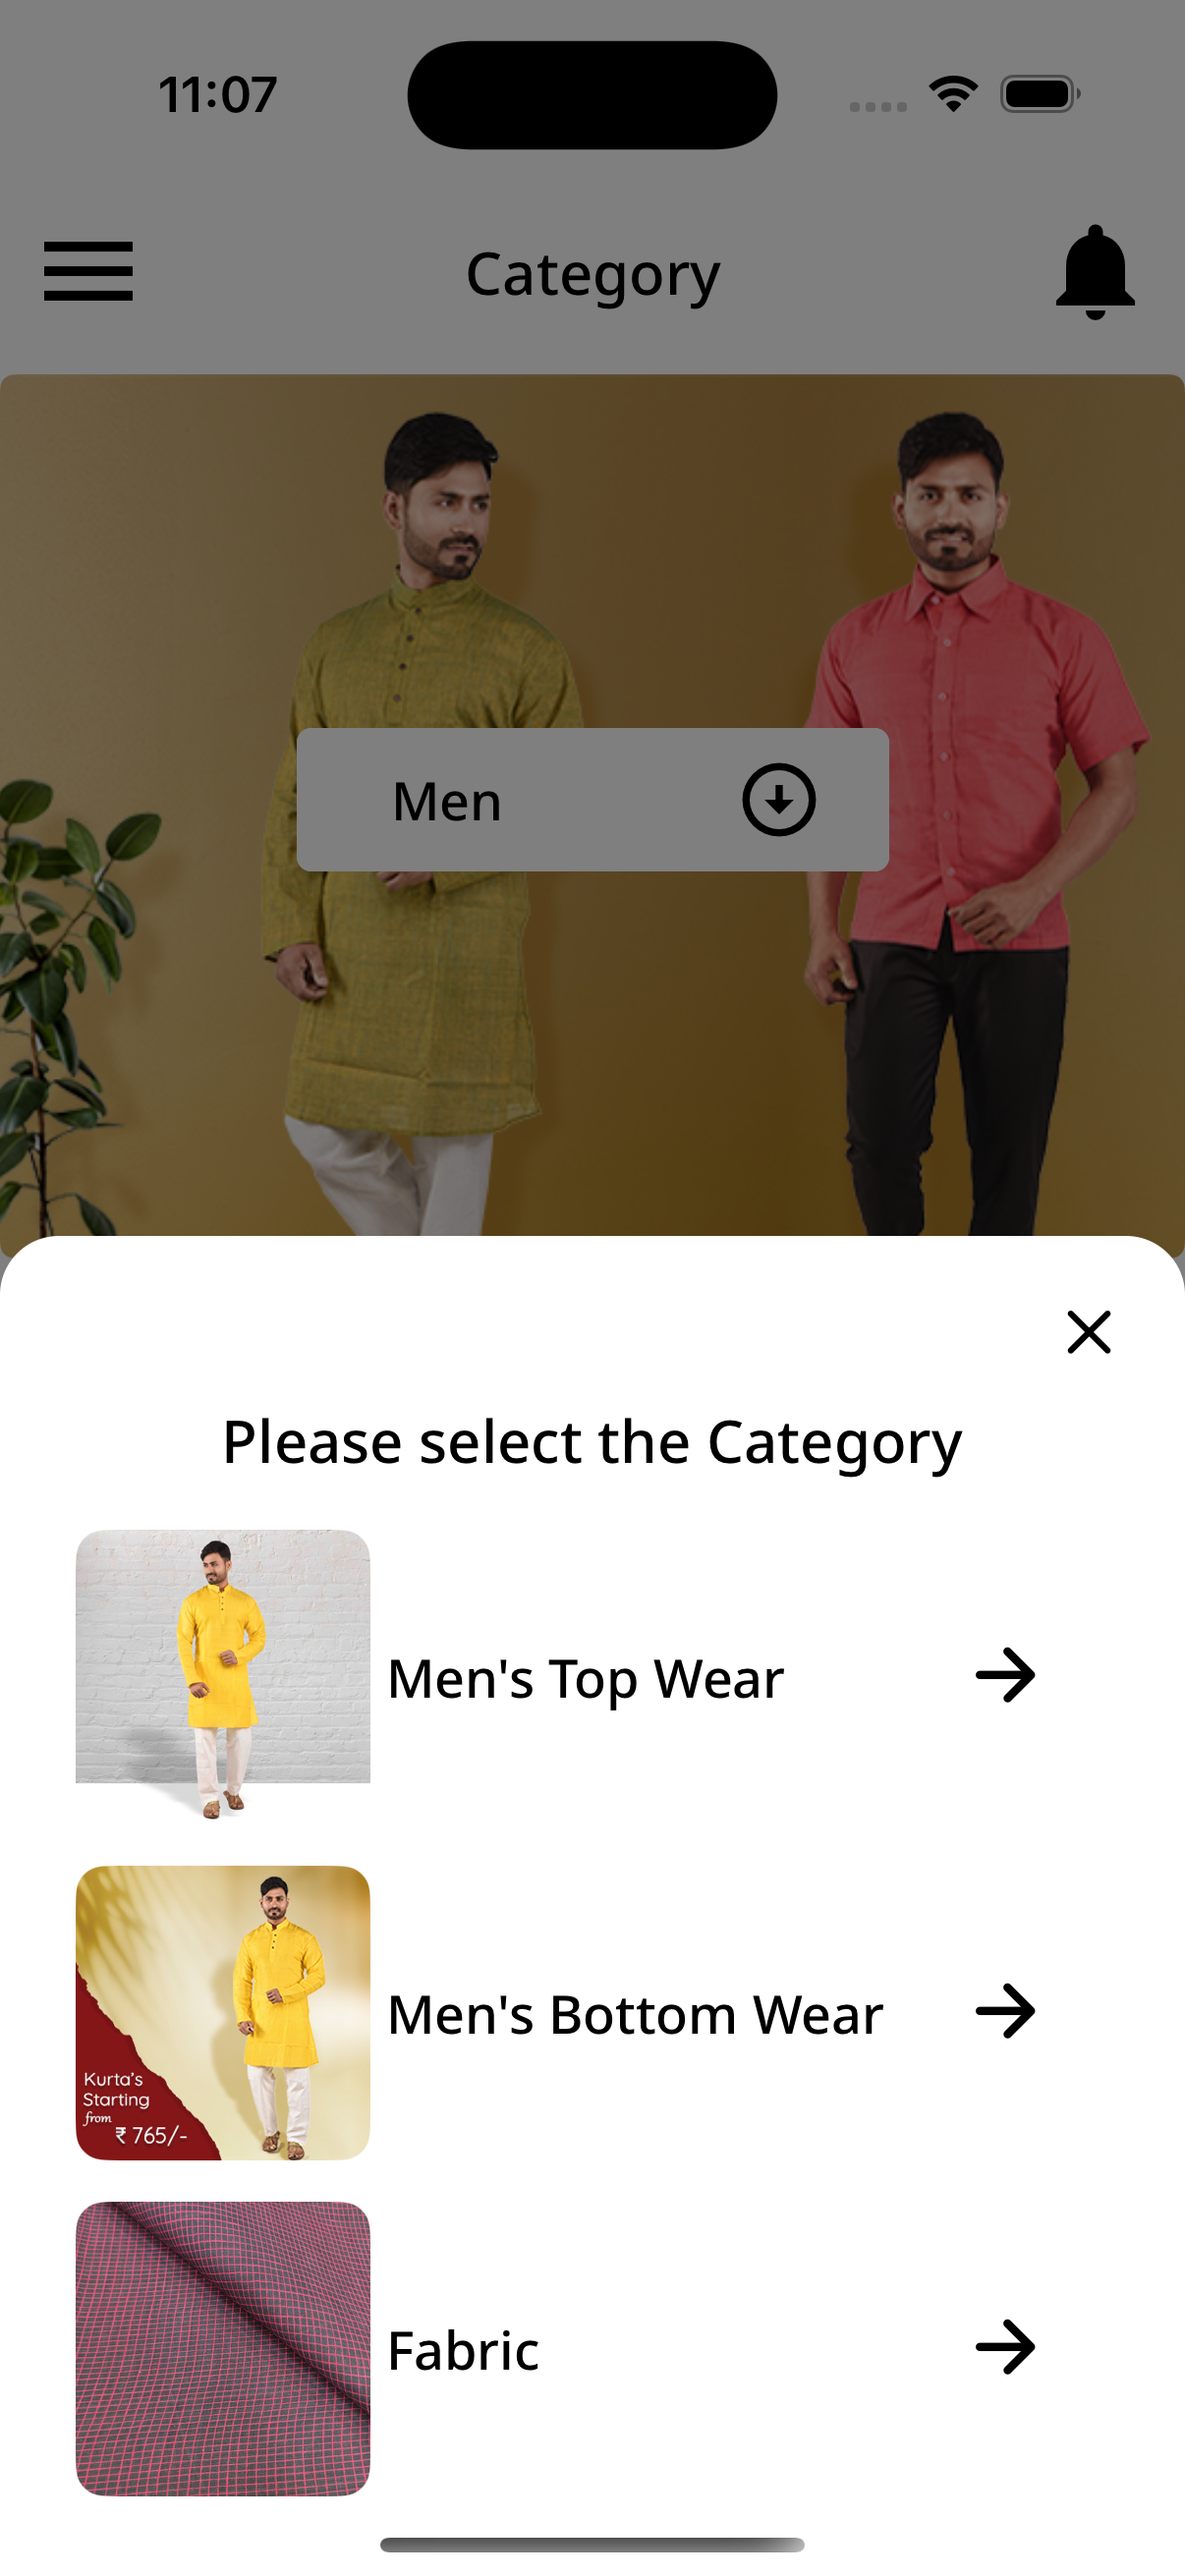 11:07
Category
Men
Please select the Category
Men's Top Wear
Men's Bottom Wear
Kurta's
Starting
from
₹ 765/-
Fabric